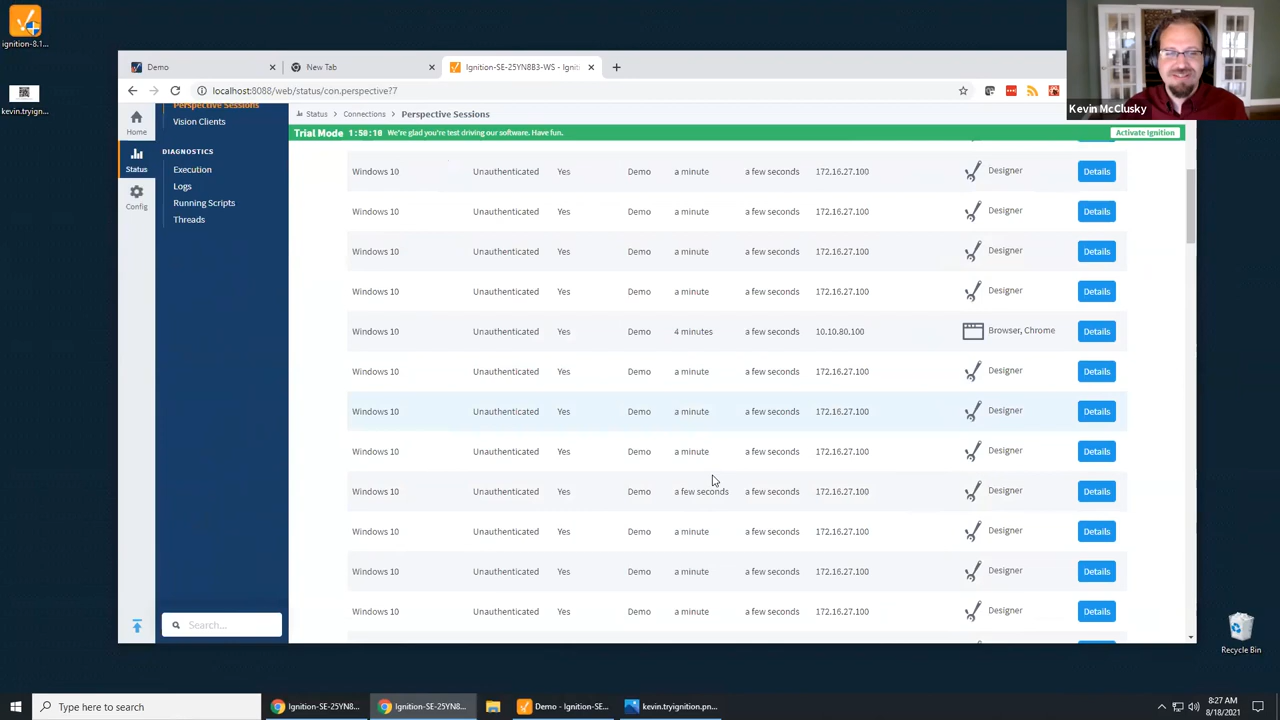 ignition-8.1...
kevin.tryign...
Demo
New Tab
Ignition-SE-25YN8B3-WS - Ignit
localhost:8088/web/status/con.perspective?7
Kevin McClusky
Home
Status
Config
Perspective Sessions
Vision Clients
DIAGNOSTICS
Execution
Logs
Running Scripts
Threads
Search...
Status > Connections > Perspective Sessions
Trial Mode 1:58:18 We're glad you're test driving our software. Have fun. Activate Ignition
Windows 10 Unauthenticated Yes Demo a minute a few seconds 172.16.27.100 Designer Details
Windows 10 Unauthenticated Yes Demo a minute a few seconds 172.16.27.100 Designer Details
Windows 10 Unauthenticated Yes Demo a minute a few seconds 172.16.27.100 Designer Details
Windows 10 Unauthenticated Yes Demo a minute a few seconds 172.16.27.100 Designer Details
Windows 10 Unauthenticated Yes Demo 4 minutes a few seconds 10.10.80.100 Browser, Chrome Details
Windows 10 Unauthenticated Yes Demo a minute a few seconds 172.16.27.100 Designer Details
Windows 10 Unauthenticated Yes Demo a minute a few seconds 172.16.27.100 Designer Details
Windows 10 Unauthenticated Yes Demo a minute a few seconds 172.16.27.100 Designer Details
Windows 10 Unauthenticated Yes Demo a few seconds a few seconds 172.16.27.100 Designer Details
Windows 10 Unauthenticated Yes Demo a minute a few seconds 172.16.27.100 Designer Details
Windows 10 Unauthenticated Yes Demo a minute a few seconds 172.16.27.100 Designer Details
Windows 10 Unauthenticated Yes Demo a minute a few seconds 172.16.27.100 Designer Details
Recycle Bin
Type here to search
Ignition-SE-25YN8...
Ignition-SE-25YN8...
Demo - Ignition-SE...
kevin.tryignition.pn...
8:27 AM
8/18/2021